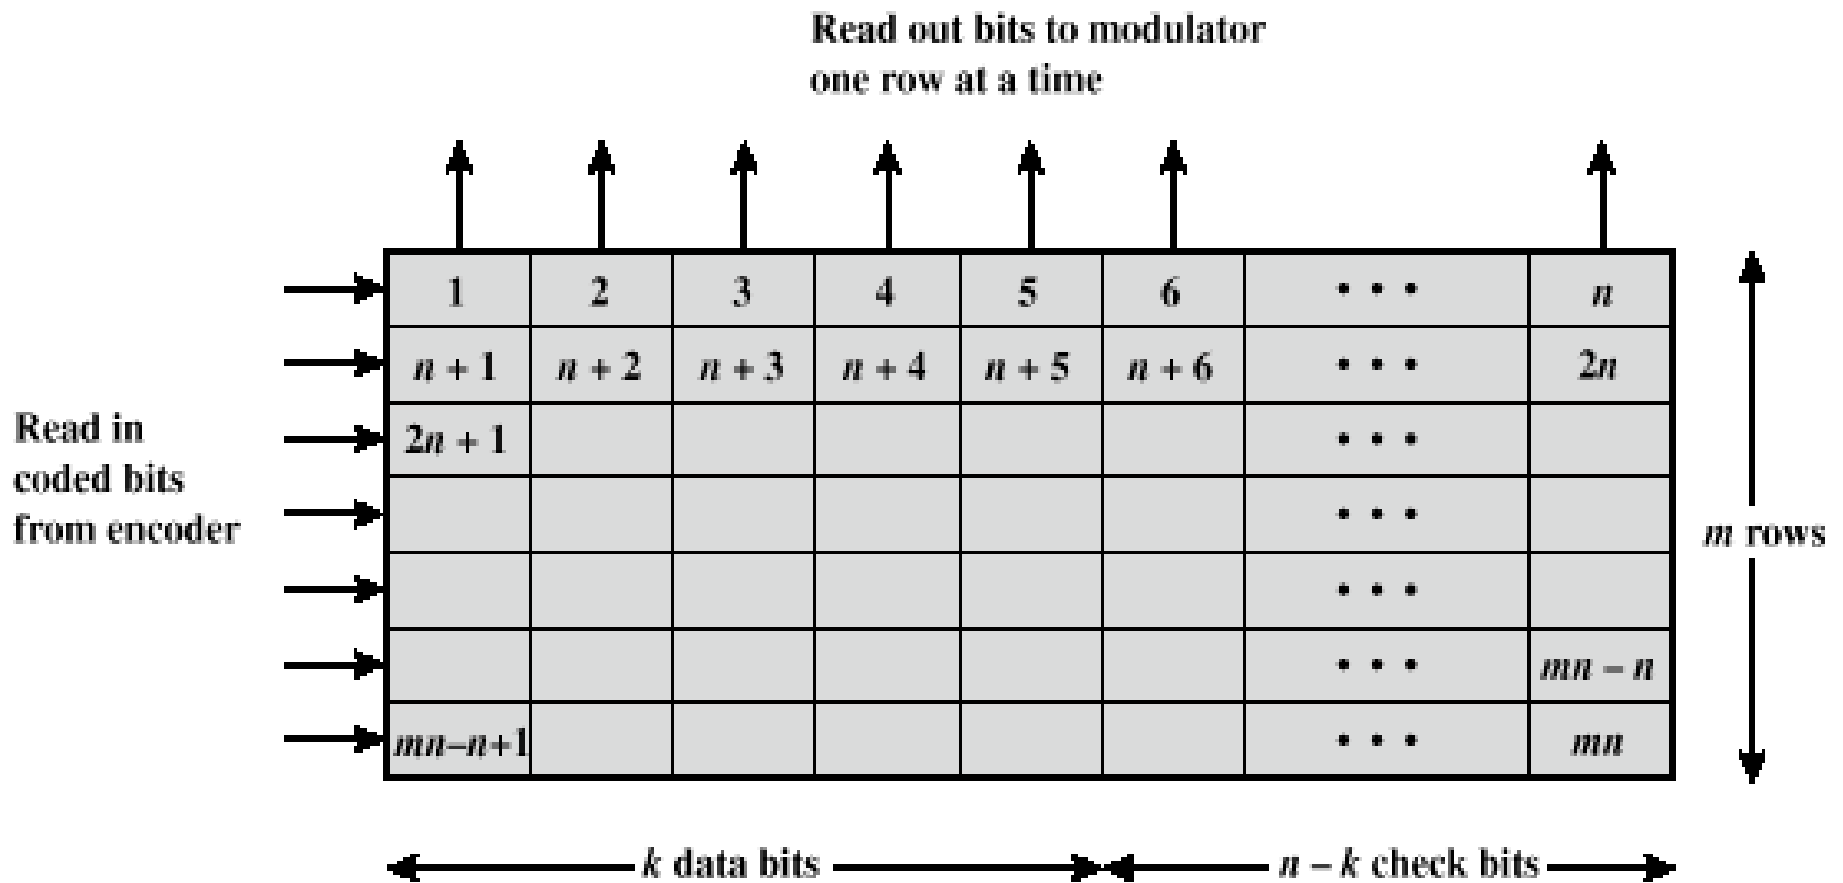 Read out bits to modulator
one row at a time
1 2 3 4 5 6 • • • n
n + 1 n + 2 n + 3 n + 4 n + 5 n + 6 • • • 2n
Read in
coded bits
from encoder
2n + 1 • • •
• • •
m rows
• • •
• • • mn – n
mn–n+1 • • • mn
k data bits n – k check bits